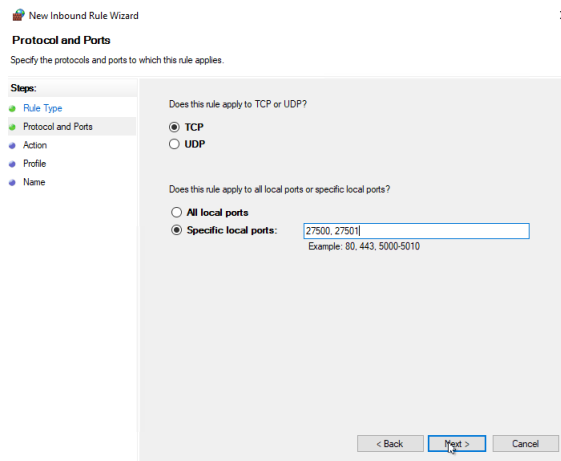 New Inbound Rule Wizard
Protocol and Ports
Specify the protocols and ports to which this rule applies.
Steps:
Rule Type
Protocol and Ports
Action
Profile
Name
Does this rule apply to TCP or UDP?
TCP
UDP
Does this rule apply to all local ports or specific local ports?
All local ports
Specific local ports:
27500, 27501
Example: 80, 443, 5000-5010
< Back
Next >
Cancel